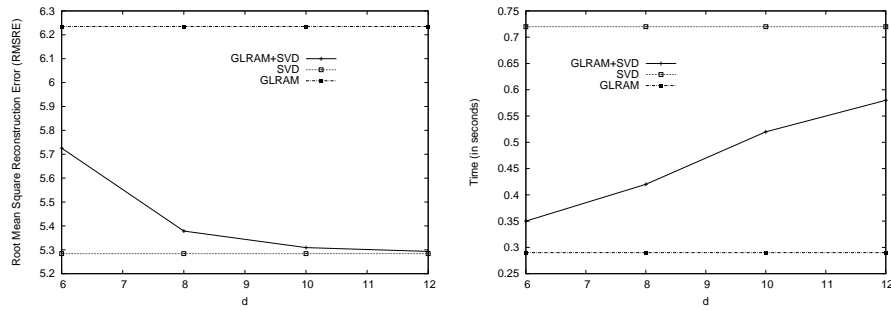 Root Mean Square Reconstruction Error (RMSRE)
6.3
6.2
6.1
6
5.9
5.8
5.7
5.6
5.5
5.4
5.3
5.2
6 7 8 9 10 11 12
d
GLRAM+SVD
SVD
GLRAM
Time (in seconds)
0.75
0.7
0.65
0.6
0.55
0.5
0.45
0.4
0.35
0.3
0.25
6 7 8 9 10 11 12
d
GLRAM+SVD
SVD
GLRAM